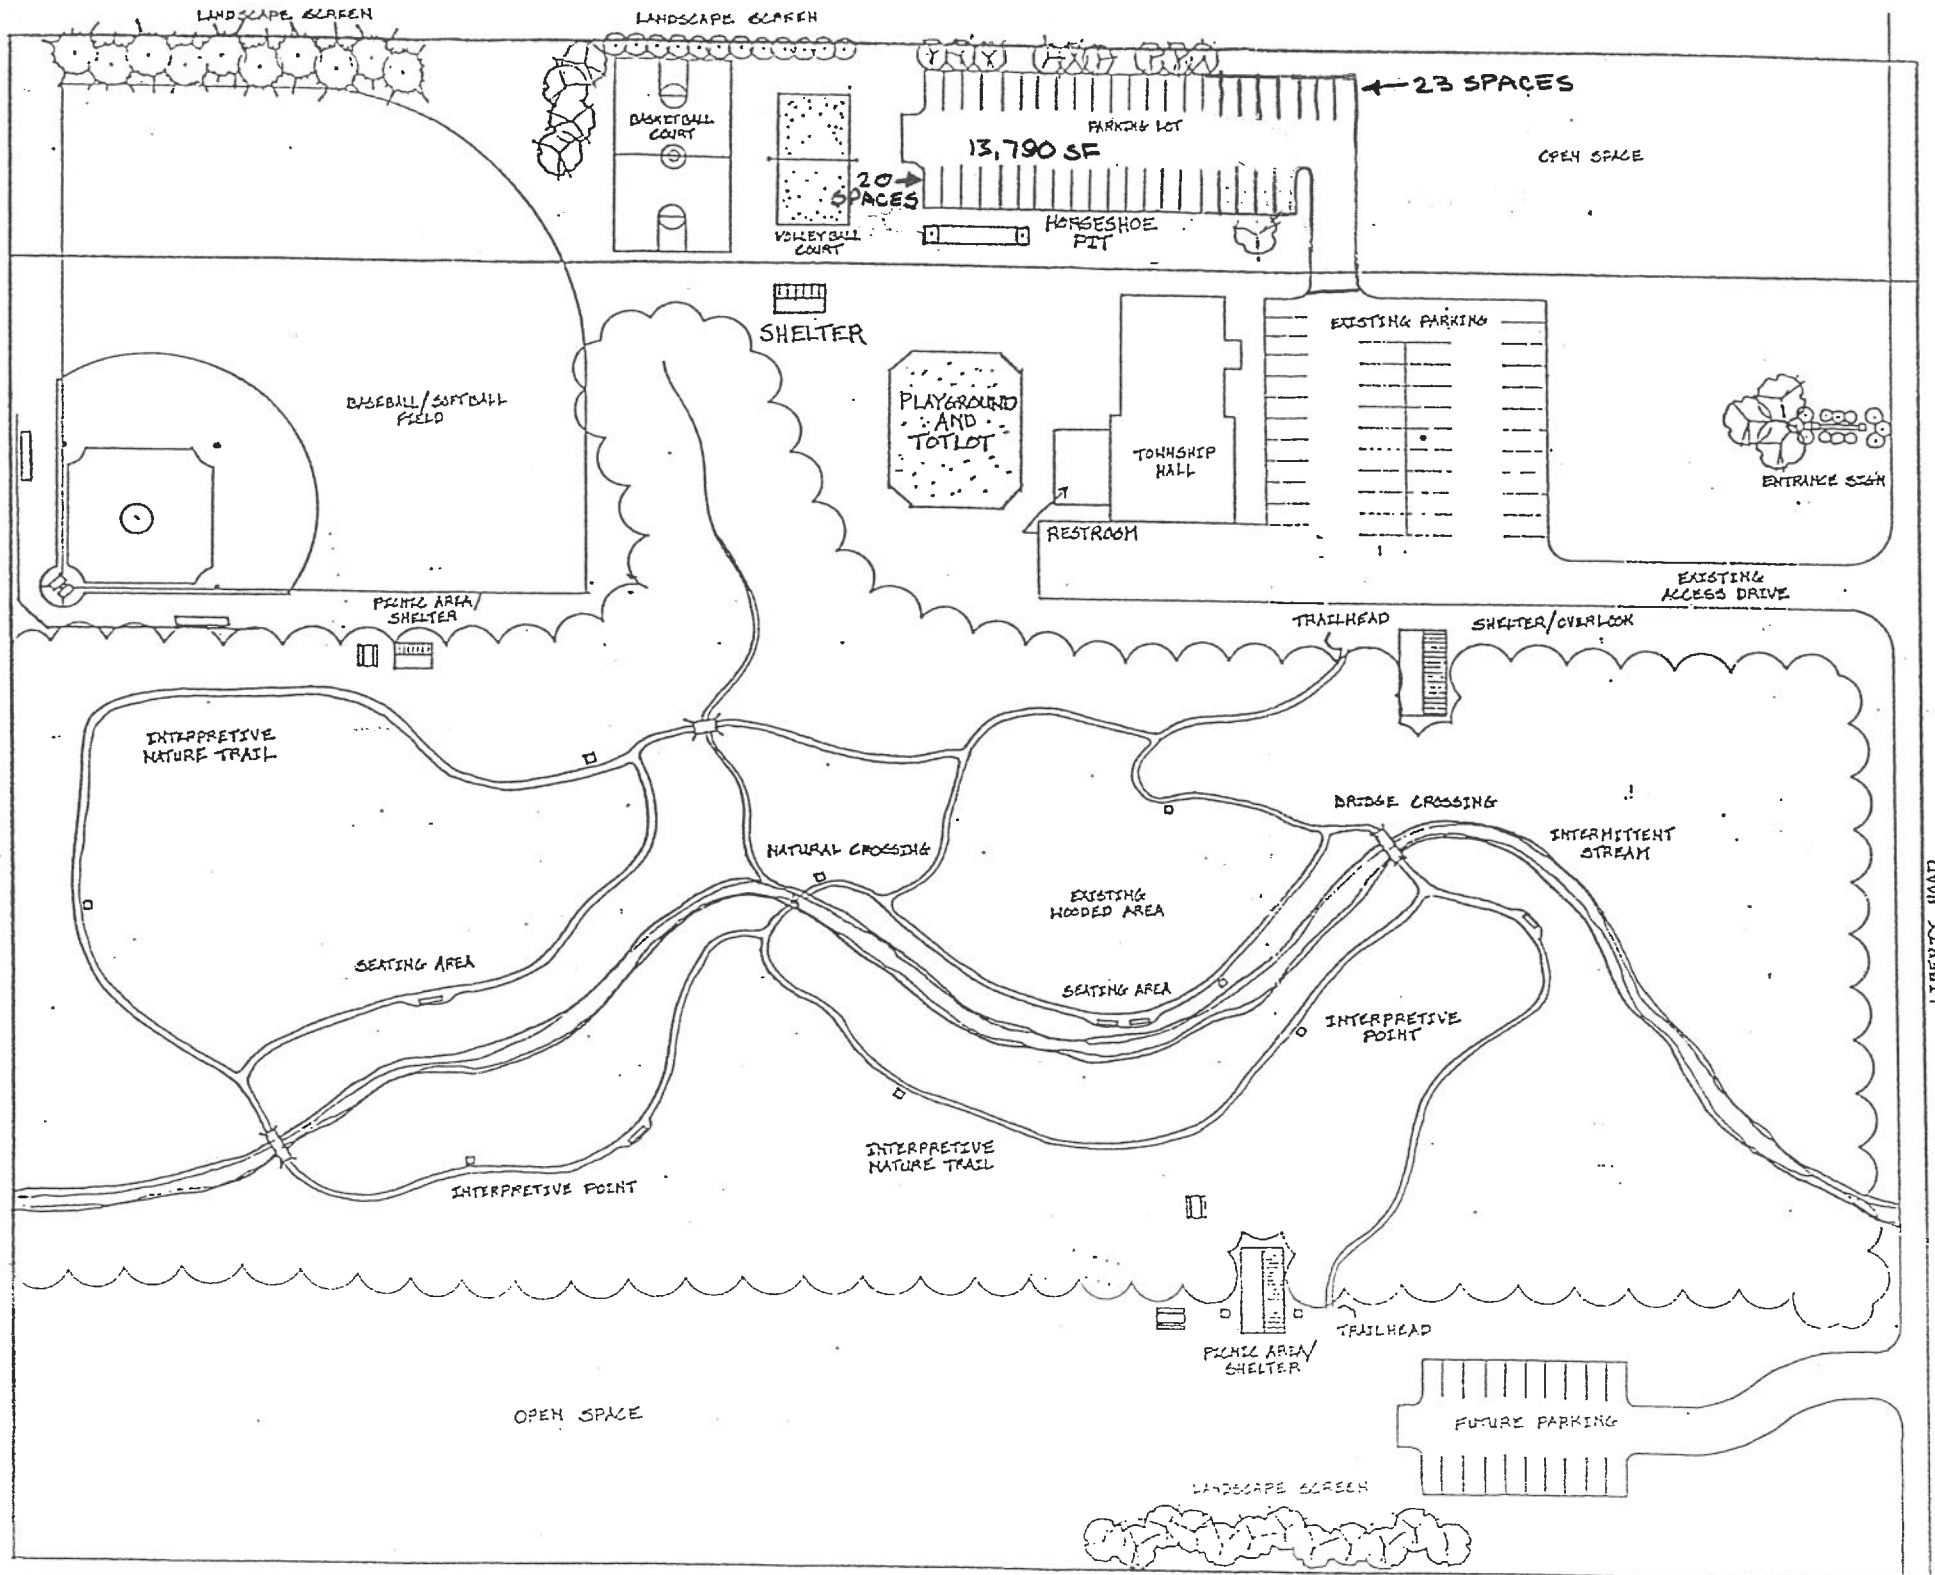 LANDSCAPE SCREEN
LANDSCAPE SCREEN
23 SPACES
BASKETBALL
COURT
PARKING LOT
13,790 SF
OPEN SPACE
20
SPACES
HORSESHOE
PIT
VOLLEYBALL
COURT
SHELTER
EXISTING PARKING
BASEBALL/SOFTBALL
FIELD
PLAYGROUND
AND
TOTLOT
TOWNSHIP
HALL
ENTRANCE SIGN
RESTROOM
EXISTING
ACCESS DRIVE
PICNIC AREA/
SHELTER
TRAILHEAD
SHELTER/OVERLOOK
INTERPRETIVE
NATURE TRAIL
BRIDGE CROSSING
NATURAL CROSSING
INTERMITTENT
STREAM
EXISTING
WOODED AREA
LIBERTY ROAD
SEATING AREA
SEATING AREA
INTERPRETIVE
POINT
INTERPRETIVE
NATURE TRAIL
INTERPRETIVE POINT
TRAILHEAD
PICNIC AREA/
SHELTER
OPEN SPACE
FUTURE PARKING
LANDSCAPE SCREEN